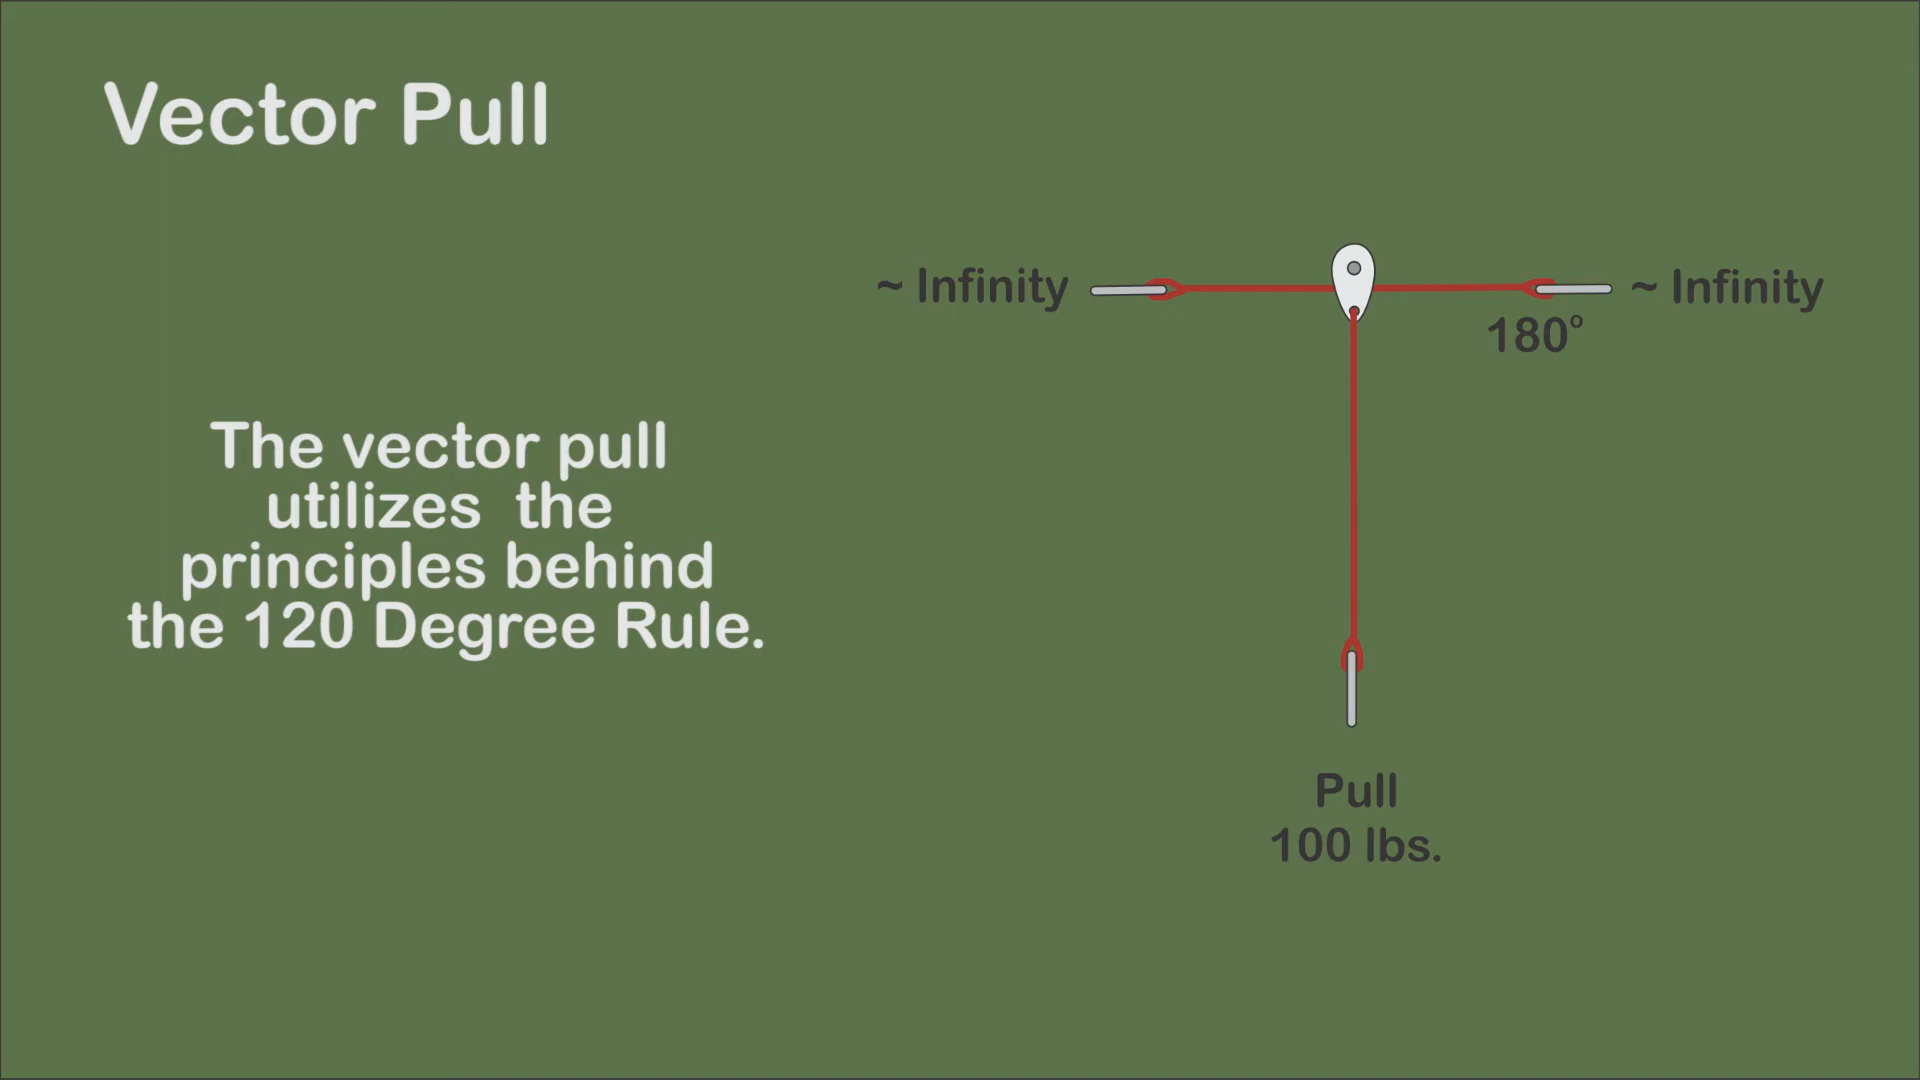 Vector Pull
~ Infinity
~ Infinity
180°
The vector pull
utilizes the
principles behind
the 120 Degree Rule.
Pull
100 lbs.